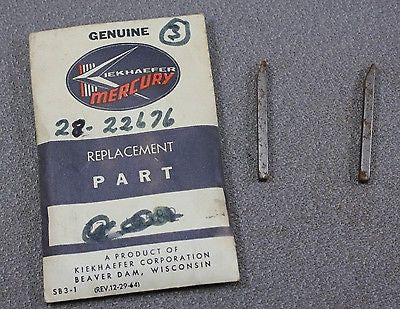 GENUINE 3
KIEKHAEFER
MERCURY
28-22676
REPLACEMENT
PART
A PRODUCT OF
KIEKHAEFER CORPORATION
BEAVER DAM, WISCONSIN
SB3-1 (REV.12-29-64)